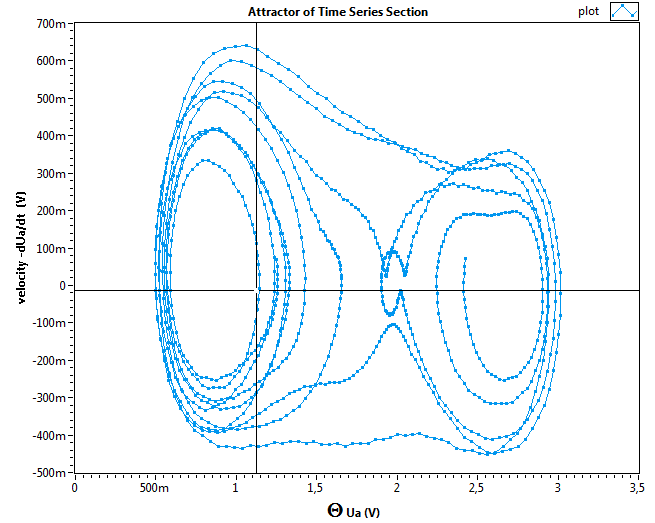 Attractor of Time Series Section
plot
700m
600m
500m
400m
300m
200m
100m
0
-100m
-200m
-300m
-400m
-500m
velocity -dUa/dt (V)
0 500m 1 1,5 2 2,5 3 3,5
Θ Ua (V)